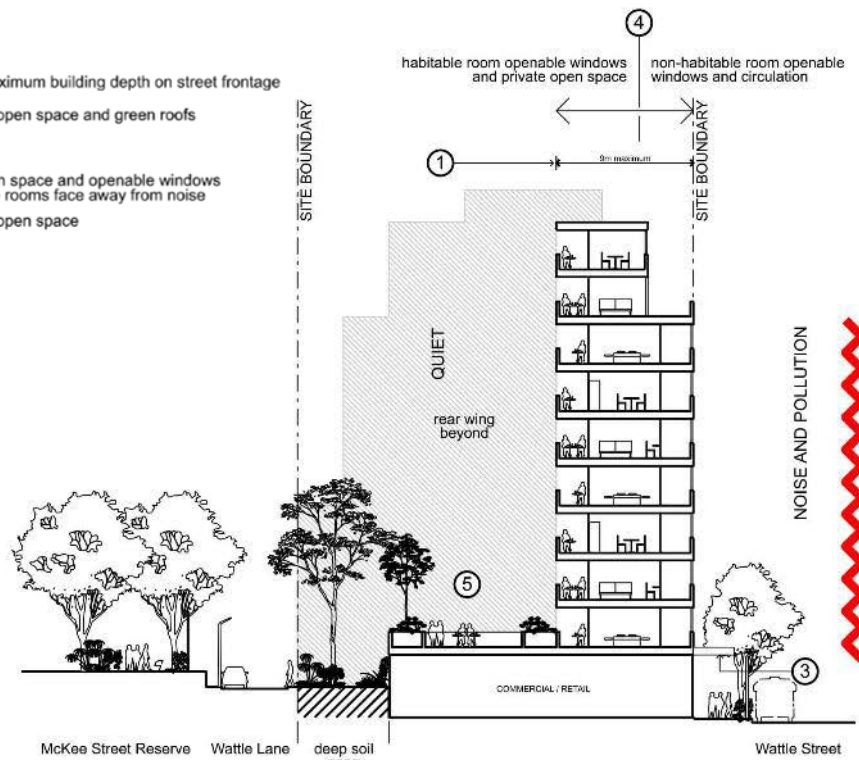 4
habitable room openable windows
and private open space
non-habitable room openable
windows and circulation
ximum building depth on street frontage
open space and green roofs
space and openable windows
rooms face away from noise
open space
SITE BOUNDARY
1
9m maximum
SITE BOUNDARY
QUIET
rear wing
beyond
NOISE AND POLLUTION
5
3
COMMERCIAL / RETAIL
McKee Street Reserve
Wattle Lane
deep soil
Wattle Street